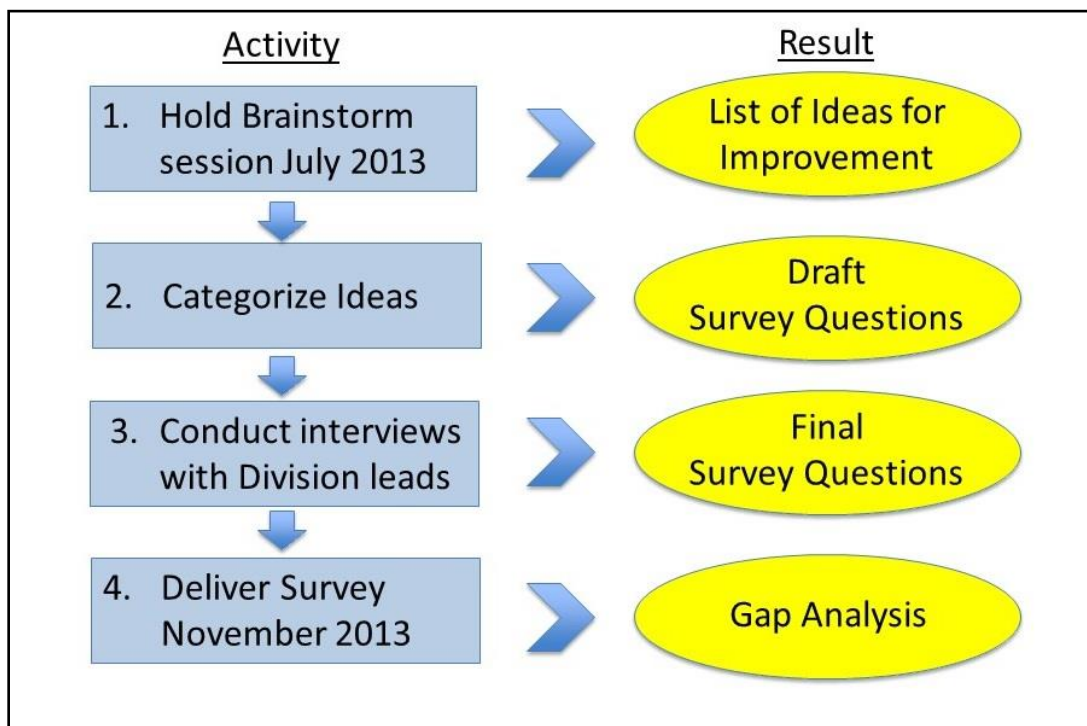 Activity
Result
1. Hold Brainstorm
session July 2013
List of Ideas for
Improvement
2. Categorize Ideas
Draft
Survey Questions
3. Conduct interviews
with Division leads
Final
Survey Questions
4. Deliver Survey
November 2013
Gap Analysis